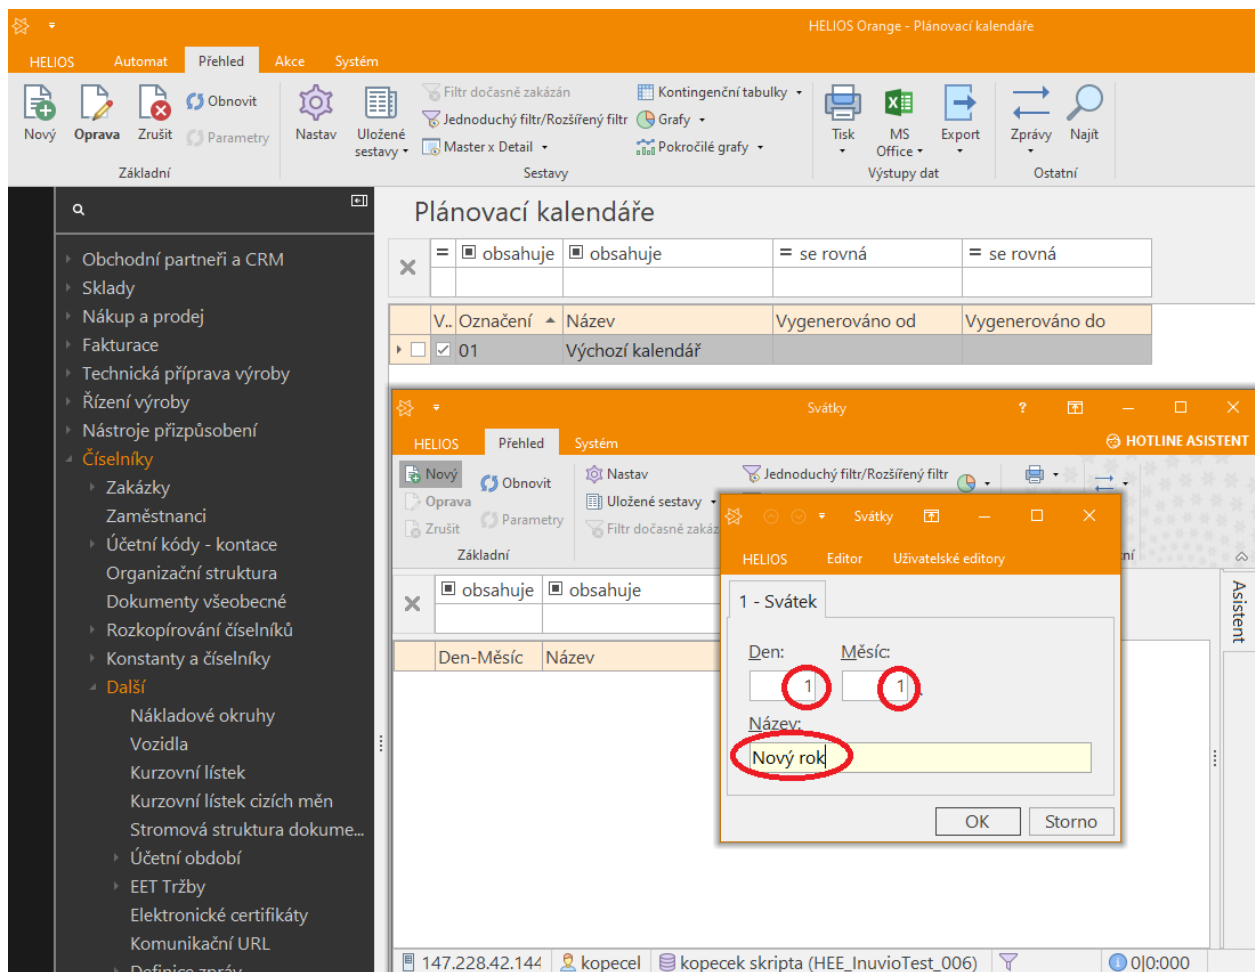 HELIOS Orange - Plánovací kalendáře
HELIOS Automat Přehled Akce Systém
Nový Oprava Zrušit Obnovit Parametry
Základní
Nastav Uložené sestavy
Filtr dočasně zakázán
Jednoduchý filtr/Rozšířený filtr
Master x Detail
Kontingenční tabulky
Grafy
Pokročilé grafy
Sestavy
Tisk MS Office Export
Výstupy dat
Zprávy Najít
Ostatní
Obchodní partneři a CRM
Sklady
Nákup a prodej
Fakturace
Technická příprava výroby
Řízení výroby
Nástroje přizpůsobení
Číselníky
Zakázky
Zaměstnanci
Účetní kódy - kontace
Organizační struktura
Dokumenty všeobecné
Rozkopírování číselníků
Konstanty a číselníky
Další
Nákladové okruhy
Vozidla
Kurzovní lístek
Kurzovní lístek cizích měn
Stromová struktura dokume...
Účetní období
EET Tržby
Elektronické certifikáty
Komunikační URL
Definice zpráv
Plánovací kalendáře
= obsahuje obsahuje = se rovná = se rovná
V.. Označení Název Vygenerováno od Vygenerováno do
01 Výchozí kalendář
Svátky
HELIOS Přehled Systém HOTLINE ASISTENT
Nový
Oprava
Zrušit
Obnovit
Parametry
Základní
Nastav
Uložené sestavy
Filtr dočasně zakáz
Jednoduchý filtr/Rozšířený filtr
ní
obsahuje obsahuje
Den-Měsíc Název
Asistent
Svátky
HELIOS Editor Uživatelské editory
1 - Svátek
Den: Měsíc:
1 1 .
Název:
Nový rok
OK Storno
147.228.42.144 kopecel kopecek skripta (HEE_InuvioTest_006) 0|0:000